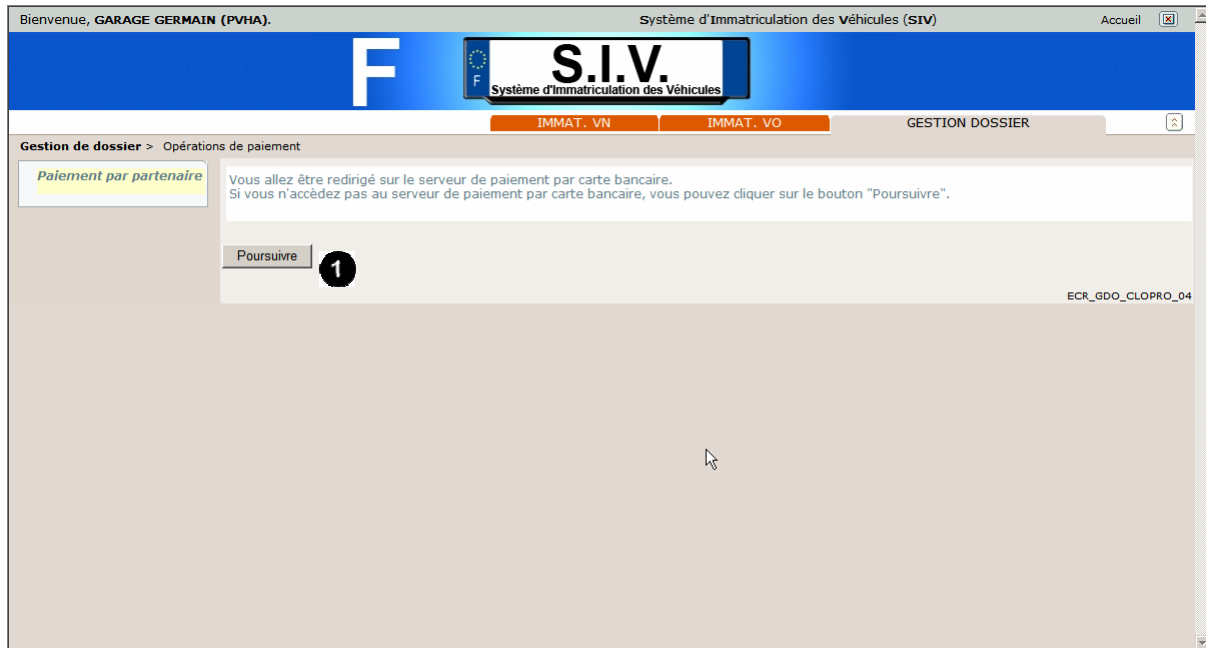 Bienvenue, GARAGE GERMAIN (PVHA).
Système d'Immatriculation des Véhicules (SIV)
Accueil
F
F
S.I.V.
Système d'Immatriculation des Véhicules
IMMAT. VN
IMMAT. VO
GESTION DOSSIER
Gestion de dossier > Opérations de paiement
Paiement par partenaire
Vous allez être redirigé sur le serveur de paiement par carte bancaire.
Si vous n'accèdez pas au serveur de paiement par carte bancaire, vous pouvez cliquer sur le bouton "Poursuivre".
Poursuivre
1
ECR_GDO_CLOPRO_04